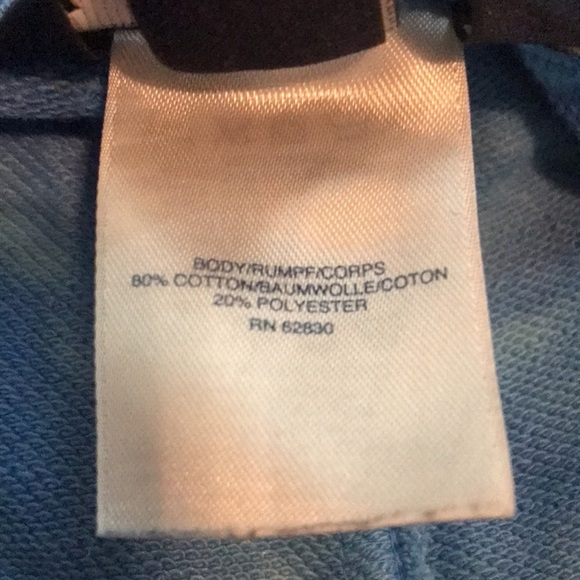 BODY/RUMPF/CORPS
80% COTTON/BAUMWOLLE/COTON
20% POLYESTER
RN 62830